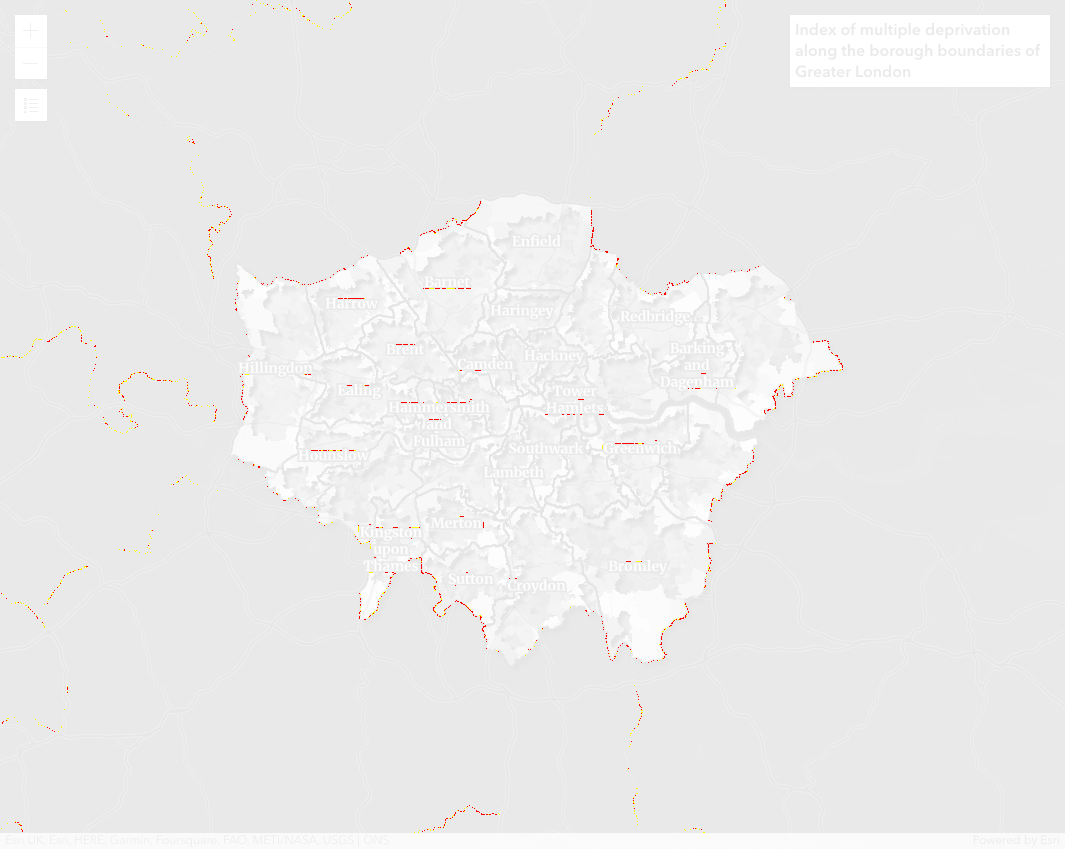 Index of multiple deprivation
along the borough boundaries of
Greater London
Enfield
Barnet
Harrow
Haringey
Redbridge
Brent
Hackney
Barking
and
Dagenham
Camden
Hillingdon
Ealing
Tower
Hamlets
Hammersmith
and
Fulham
Southwark
Greenwich
Hounslow
Lambeth
Merton
Kingston
upon
Thames
Sutton
Croydon
Bromley
Esri UK, Esri, HERE, Garmin, Foursquare, FAO, METI/NASA, USGS | ONS
Powered by Esri